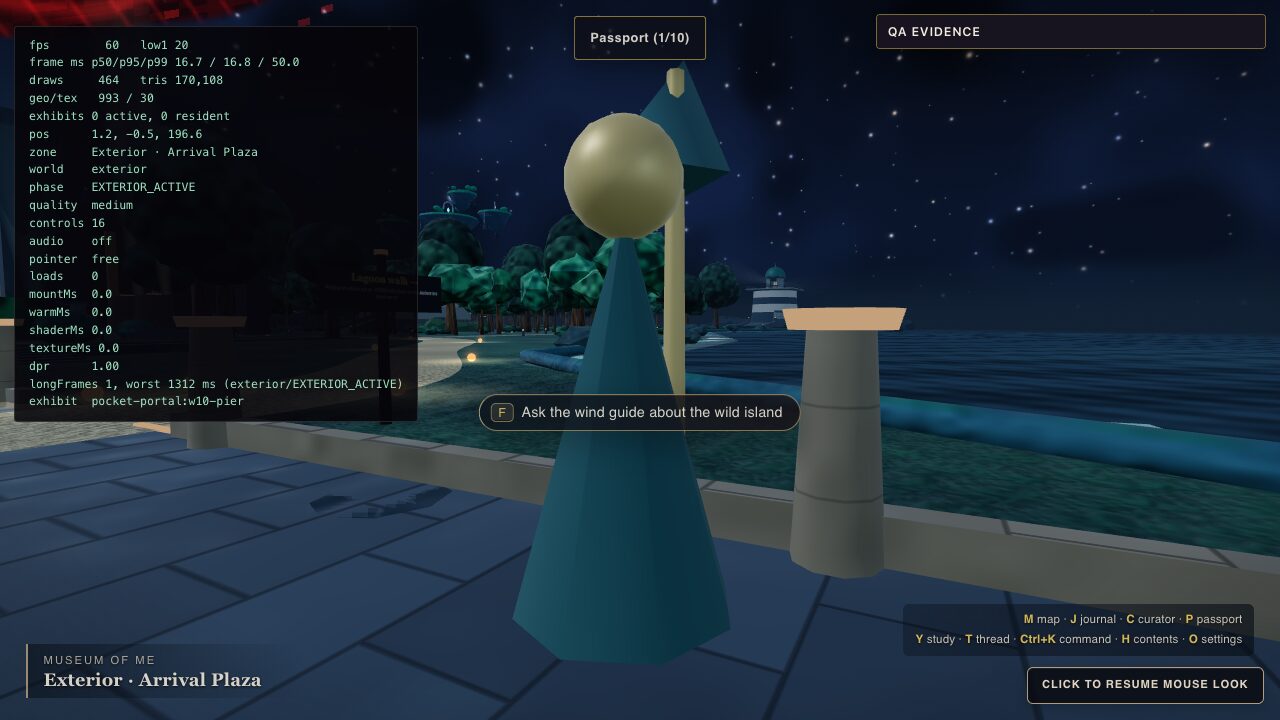 fps 60 low1 20
frame ms p50/p95/p99 16.7 / 16.8 / 50.0
draws 464 tris 170,108
geo/tex 993 / 30
exhibits 0 active, 0 resident
pos 1.2, −0.5, 196.6
zone Exterior · Arrival Plaza
world exterior
phase EXTERIOR_ACTIVE
quality medium
controls 16
audio off
pointer free
loads 0
mountMs 0.0
warmMs 0.0
shaderMs 0.0
textureMs 0.0
dpr 1.00
longFrames 1, worst 1312 ms (exterior/EXTERIOR_ACTIVE)
exhibit pocket-portal:w10-pier
Passport (1/10)
QA EVIDENCE
Lagoon walk
F Ask the wind guide about the wild island
M map · J journal · C curator · P passport
Y study · T thread · Ctrl+K command · H contents · O settings
CLICK TO RESUME MOUSE LOOK
MUSEUM OF ME
Exterior · Arrival Plaza